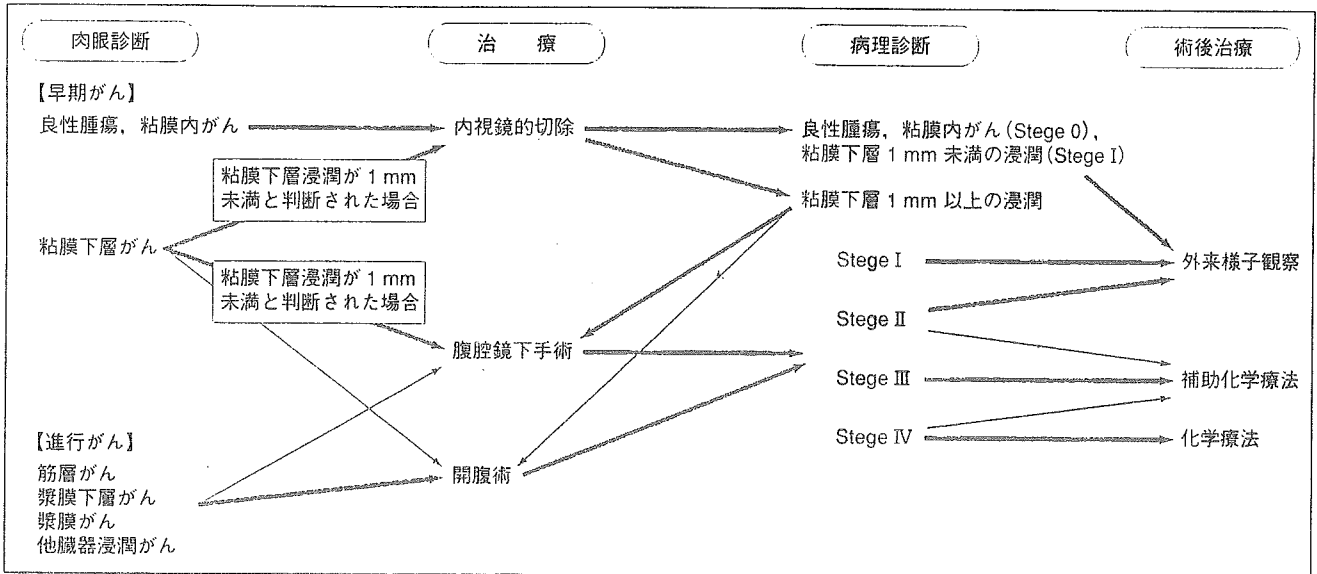 肉眼診断
治 療
病理診断
術後治療
【早期がん】
良性腫瘍，粘膜内がん
内視鏡的切除
良性腫瘍，粘膜内がん(Stege 0)，
粘膜下層1mm未満の浸潤(Stege I)
粘膜下層浸潤が1mm
未満と判断された場合
粘膜下層1mm以上の浸潤
粘膜下層がん
粘膜下層浸潤が1mm
未満と判断された場合
Stege Ⅰ
外来様子観察
Stege Ⅱ
腹腔鏡下手術
Stege Ⅲ
補助化学療法
Stege Ⅳ
化学療法
【進行がん】
筋層がん
漿膜下層がん
漿膜がん
他臓器浸潤がん
開腹術